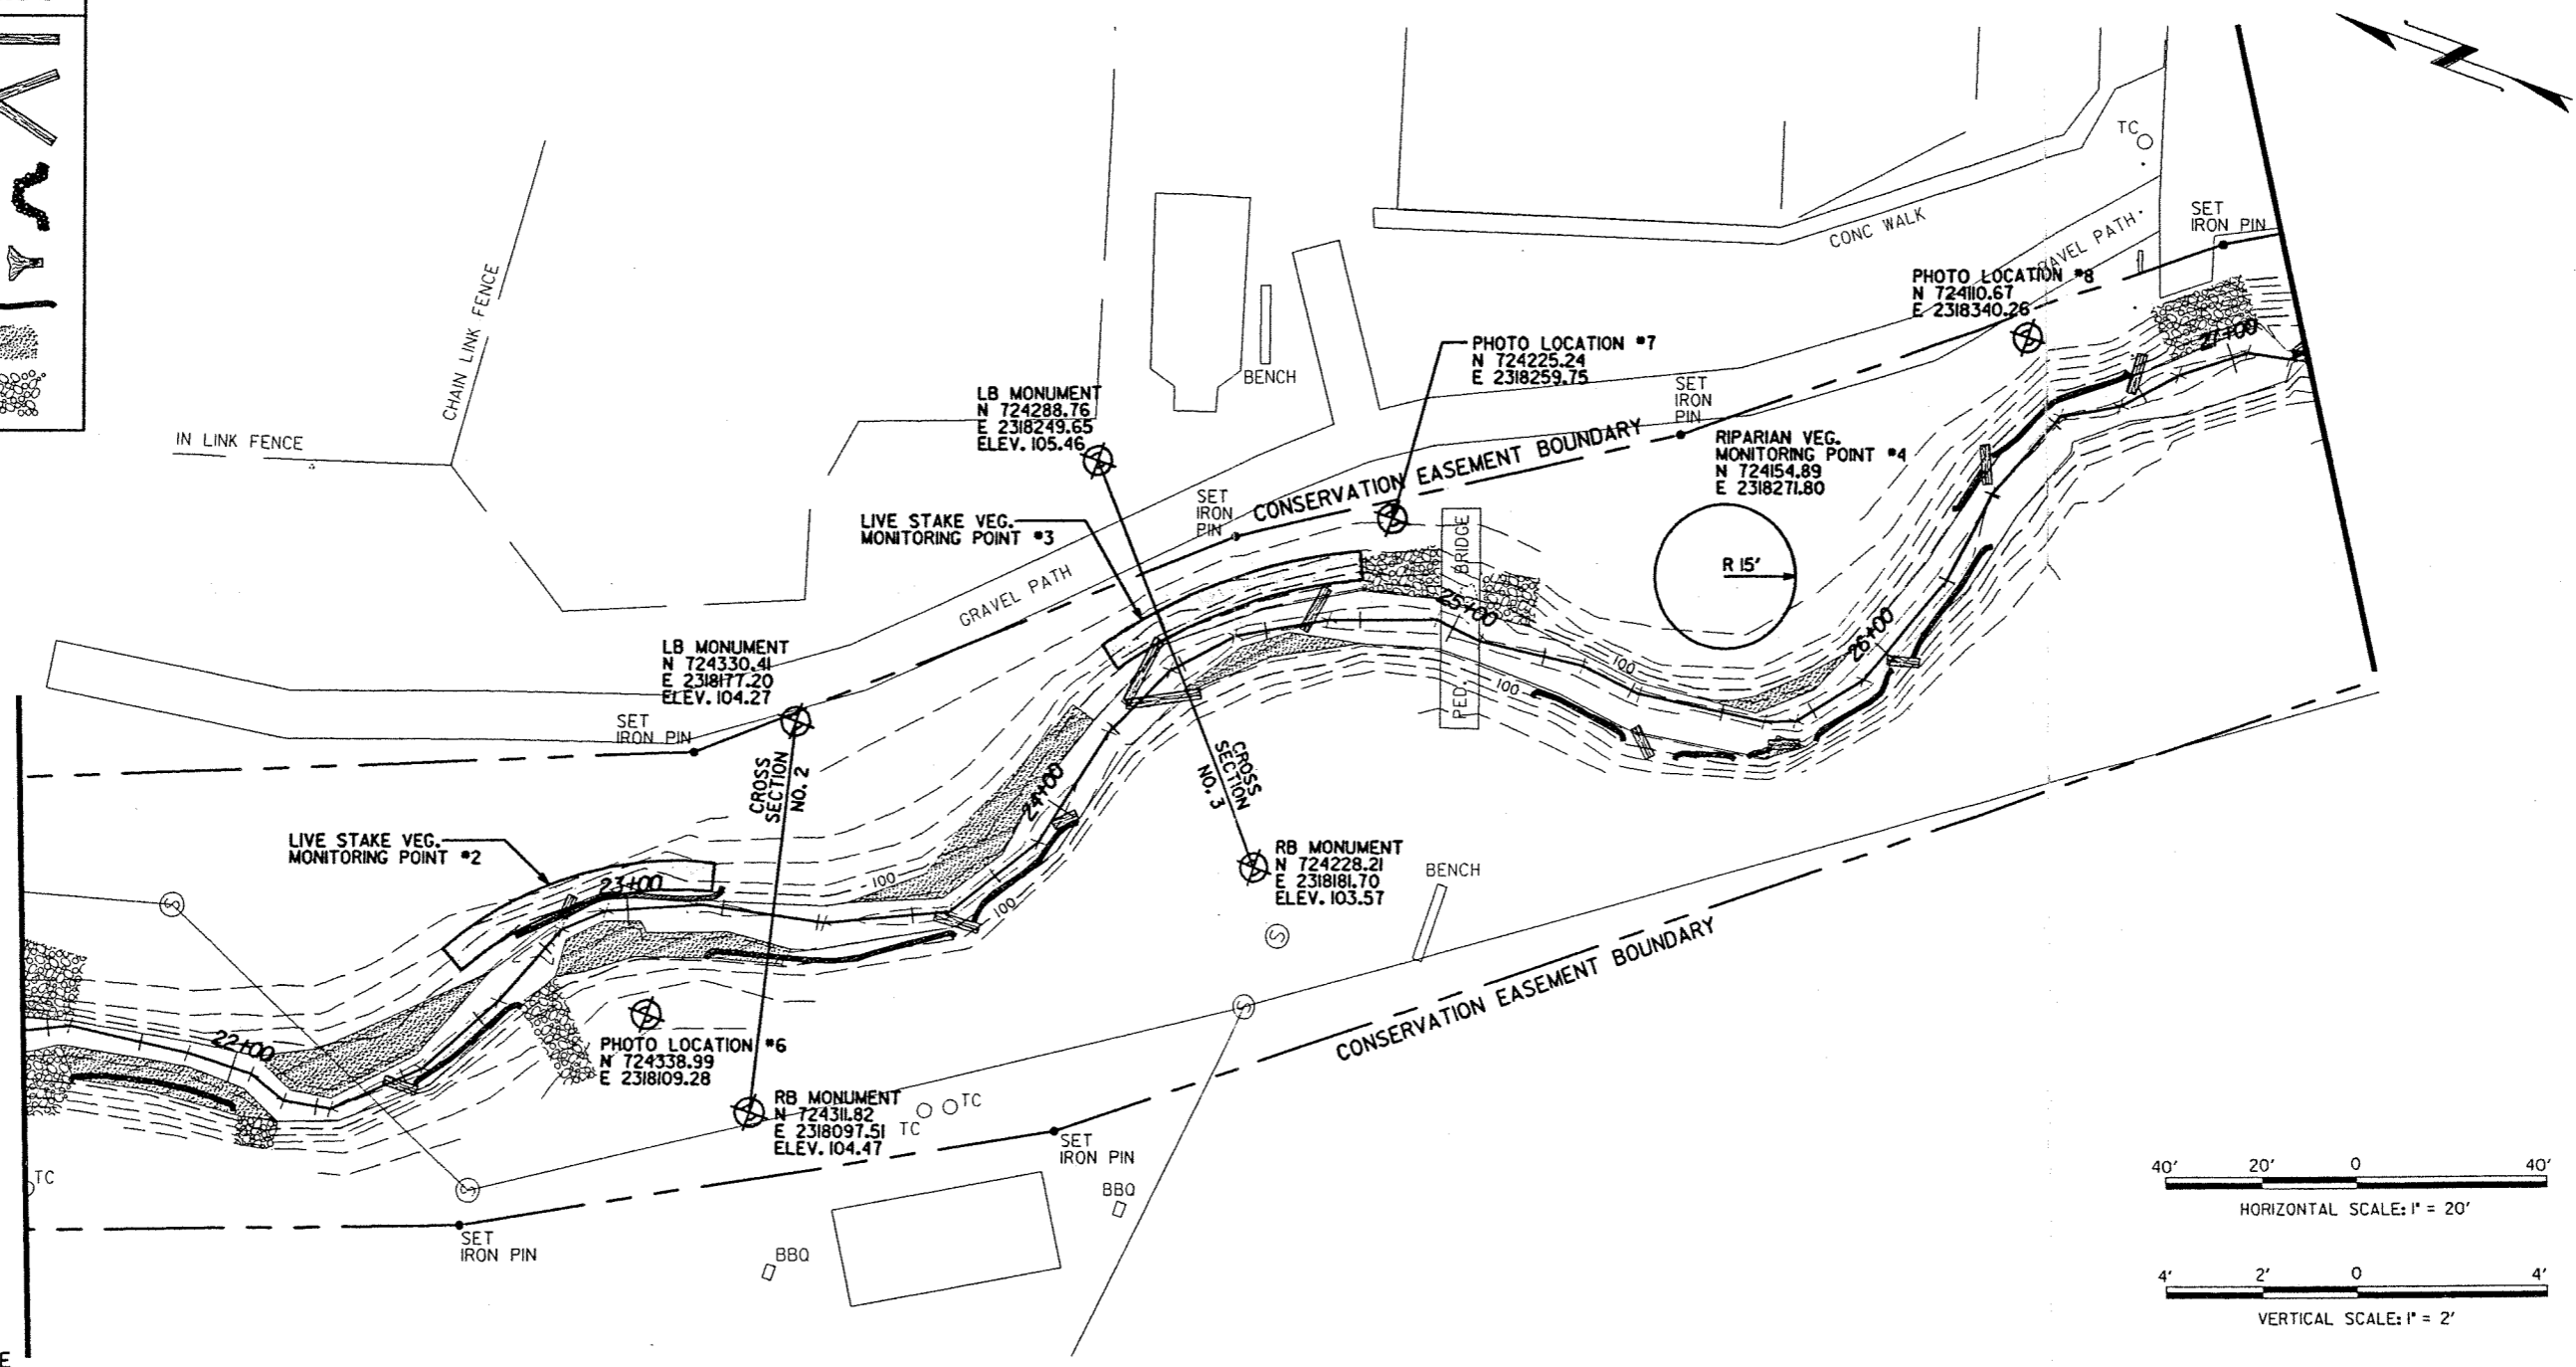 TC
SET
IRON PIN
CONC WALK
GRAVEL PATH
PHOTO LOCATION #8
N 724110.67
E 2318340.26
27+00
PHOTO LOCATION #7
N 724225.24
E 2318259.75
BENCH
CHAIN LINK FENCE
IN LINK FENCE
LB MONUMENT
N 724288.76
E 2318249.65
ELEV. 105.46
SET
IRON
PIN
CONSERVATION EASEMENT BOUNDARY
SET
IRON
PIN
RIPARIAN VEG.
MONITORING POINT #4
N 724154.89
E 2318271.80
R 15'
LIVE STAKE VEG.
MONITORING POINT #3
GRAVEL PATH
PED. BRIDGE
25+00
26+00
100
100
LB MONUMENT
N 724330.41
E 2318177.20
ELEV. 104.27
SET
IRON PIN
CROSS
SECTION
NO. 2
CROSS
SECTION
NO. 3
24+00
LIVE STAKE VEG.
MONITORING POINT #2
23+00
100
100
RB MONUMENT
N 724228.21
E 2318181.70
ELEV. 103.57
BENCH
S
S
S
S
CONSERVATION EASEMENT BOUNDARY
22+00
PHOTO LOCATION #6
N 724338.99
E 2318109.28
RB MONUMENT
N 724311.82
E 2318097.51
ELEV. 104.47
TC
TC
TC
SET
IRON PIN
SET
IRON PIN
BBQ
BBQ
40' 20' 0 40'
HORIZONTAL SCALE: 1" = 20'
4' 2' 0 4'
VERTICAL SCALE: 1" = 2'
E